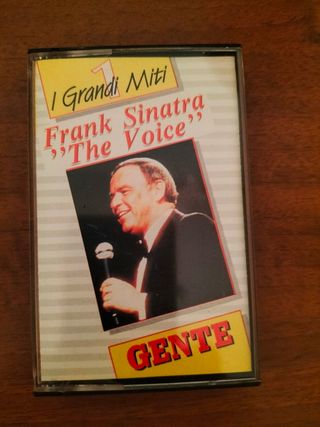 1
I Grandi Miti
Frank Sinatra
"The Voice"
GENTE